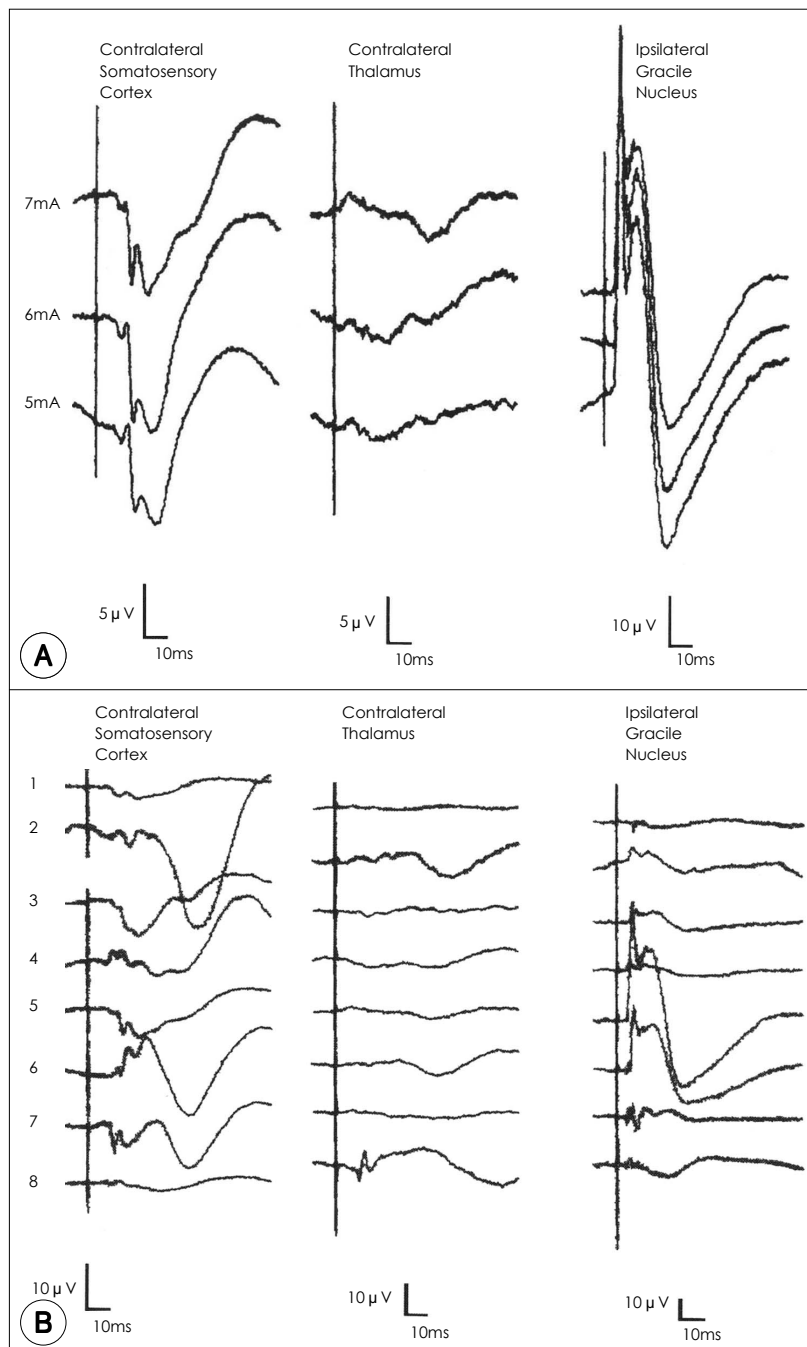 Contralateral
Somatosensory
Cortex
Contralateral
Thalamus
Ipsilateral
Gracile
Nucleus
7mA
6mA
5mA
5 μ V
10ms
5 μ V
10ms
10 μ V
10ms
A
Contralateral
Somatosensory
Cortex
Contralateral
Thalamus
Ipsilateral
Gracile
Nucleus
1
2
3
4
5
6
7
8
10 μ V
10ms
10 μ V
10ms
10 μ V
10ms
B